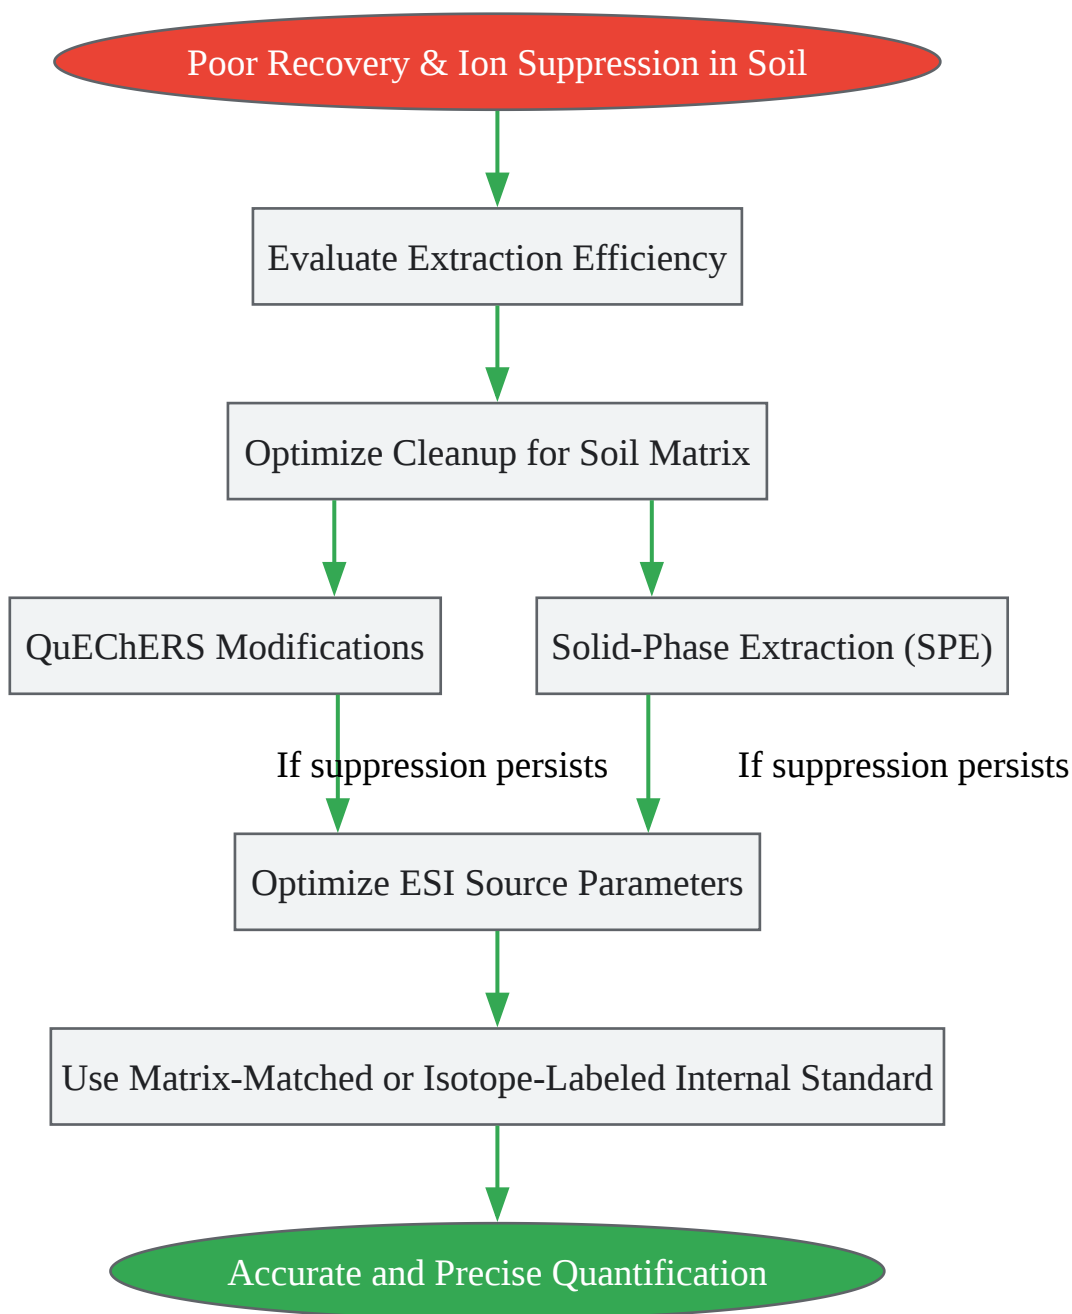 Poor Recovery & Ion Suppression in Soil
Evaluate Extraction Efficiency
Optimize Cleanup for Soil Matrix
QuEChERS Modifications
Solid-Phase Extraction (SPE)
If suppression persists
If suppression persists
Optimize ESI Source Parameters
Use Matrix-Matched or Isotope-Labeled Internal Standard
Accurate and Precise Quantification